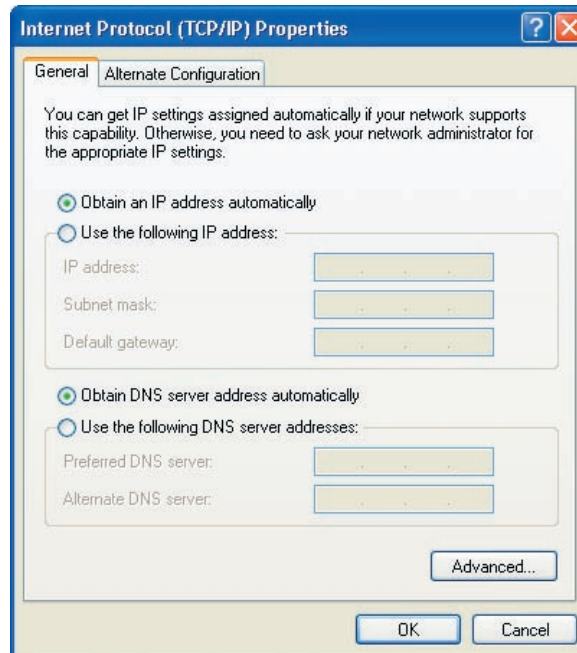 Internet Protocol (TCP/IP) Properties
General
Alternate Configuration
You can get IP settings assigned automatically if your network supports
this capability. Otherwise, you need to ask your network administrator for
the appropriate IP settings.
Obtain an IP address automatically
Use the following IP address:
IP address:
Subnet mask:
Default gateway:
Obtain DNS server address automatically
Use the following DNS server addresses:
Preferred DNS server:
Alternate DNS server:
Advanced...
OK
Cancel